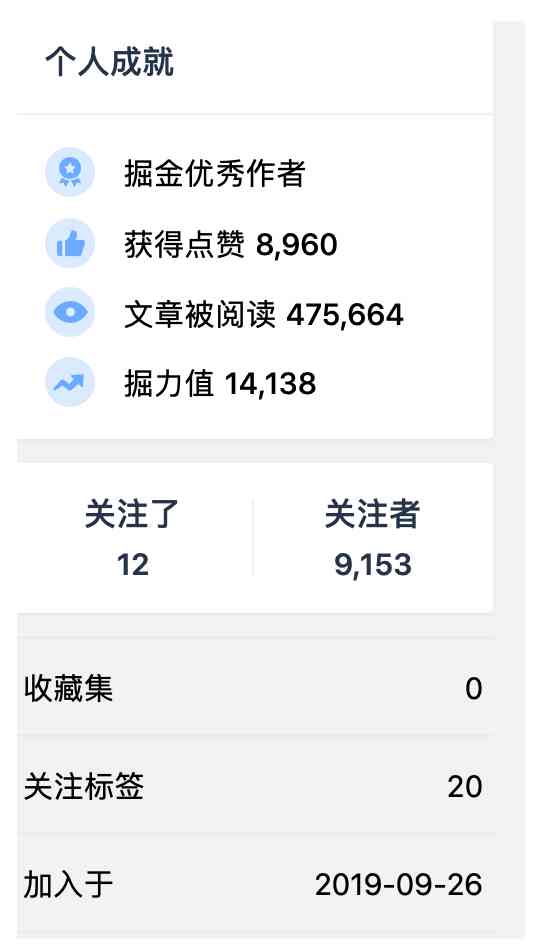 个人成就
掘金优秀作者
获得点赞 8,960
文章被阅读 475,664
掘力值 14,138
关注了 关注者
12 9,153
收藏集 0
关注标签 20
加入于 2019-09-26